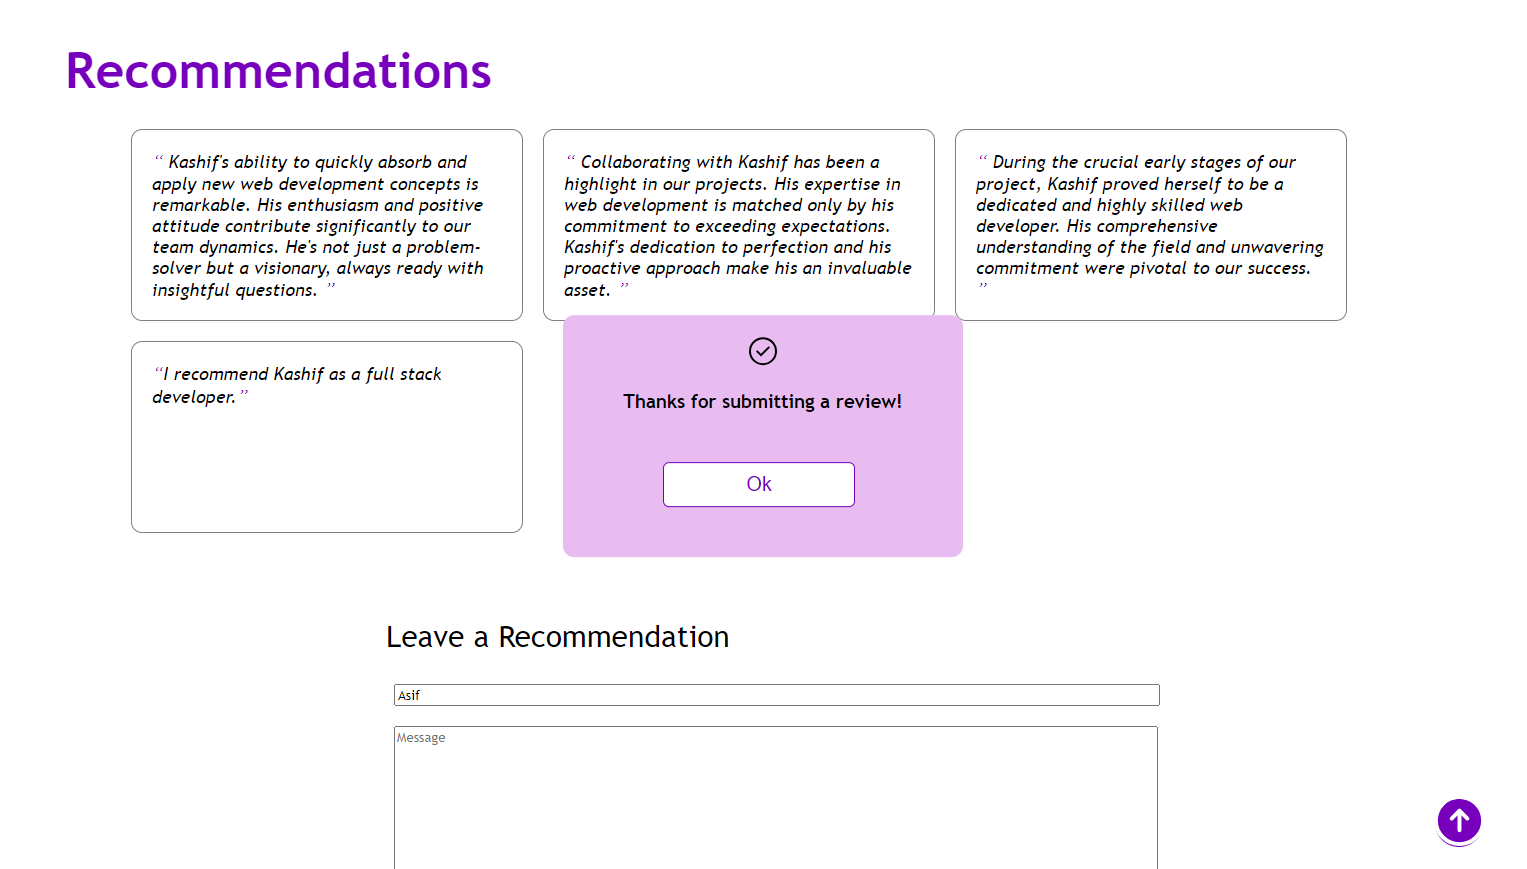 Recommendations
“ Kashif's ability to quickly absorb and
apply new web development concepts is
remarkable. His enthusiasm and positive
attitude contribute significantly to our
team dynamics. He's not just a problem-
solver but a visionary, always ready with
insightful questions. ”
“ Collaborating with Kashif has been a
highlight in our projects. His expertise in
web development is matched only by his
commitment to exceeding expectations.
Kashif's dedication to perfection and his
proactive approach make his an invaluable
asset. ”
“ During the crucial early stages of our
project, Kashif proved herself to be a
dedicated and highly skilled web
developer. His comprehensive
understanding of the field and unwavering
commitment were pivotal to our success.
”
“I recommend Kashif as a full stack
developer.”
Thanks for submitting a review!
Ok
Leave a Recommendation
Asif
Message